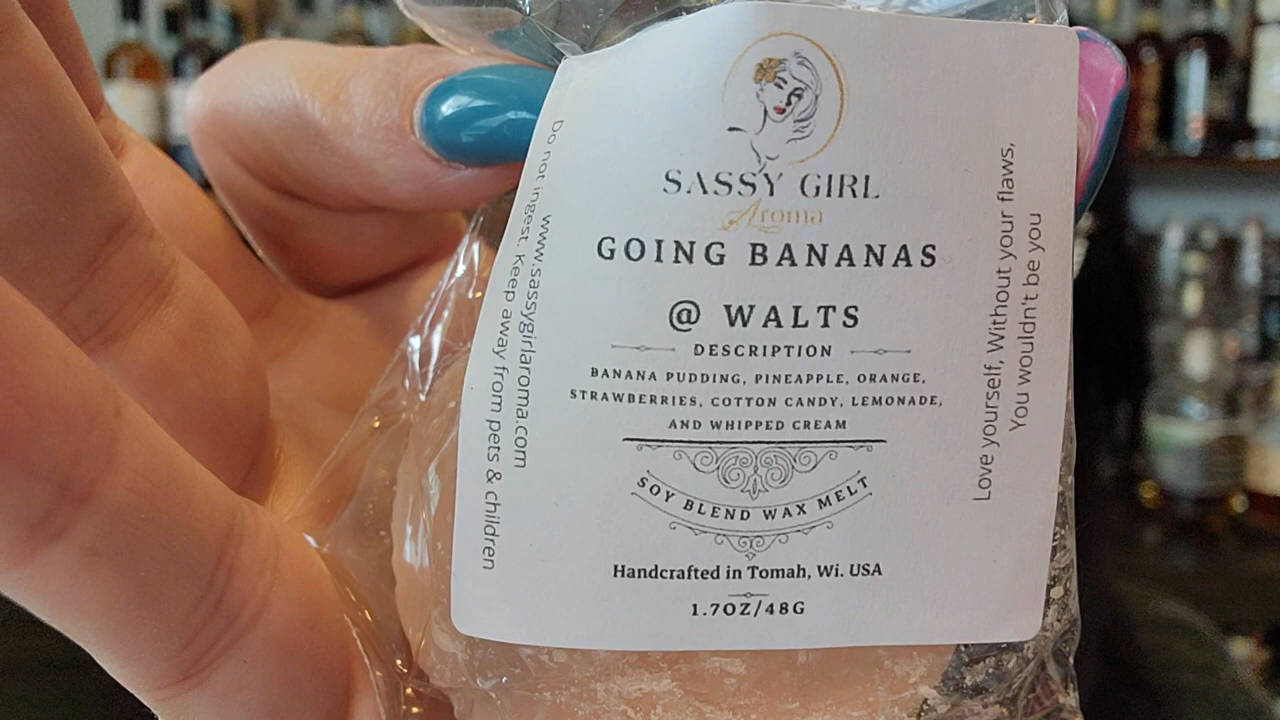 SASSY GIRL
Aroma
GOING BANANAS
@ WALTS
DESCRIPTION
BANANA PUDDING, PINEAPPLE, ORANGE,
STRAWBERRIES, COTTON CANDY, LEMONADE,
AND WHIPPED CREAM
SOY BLEND WAX MELT
Handcrafted in Tomah, Wi. USA
1.7OZ/48G
www.sassygirlaroma.com
Do not ingest. Keep away from pets & children
Love yourself, Without your flaws,
You wouldn't be you